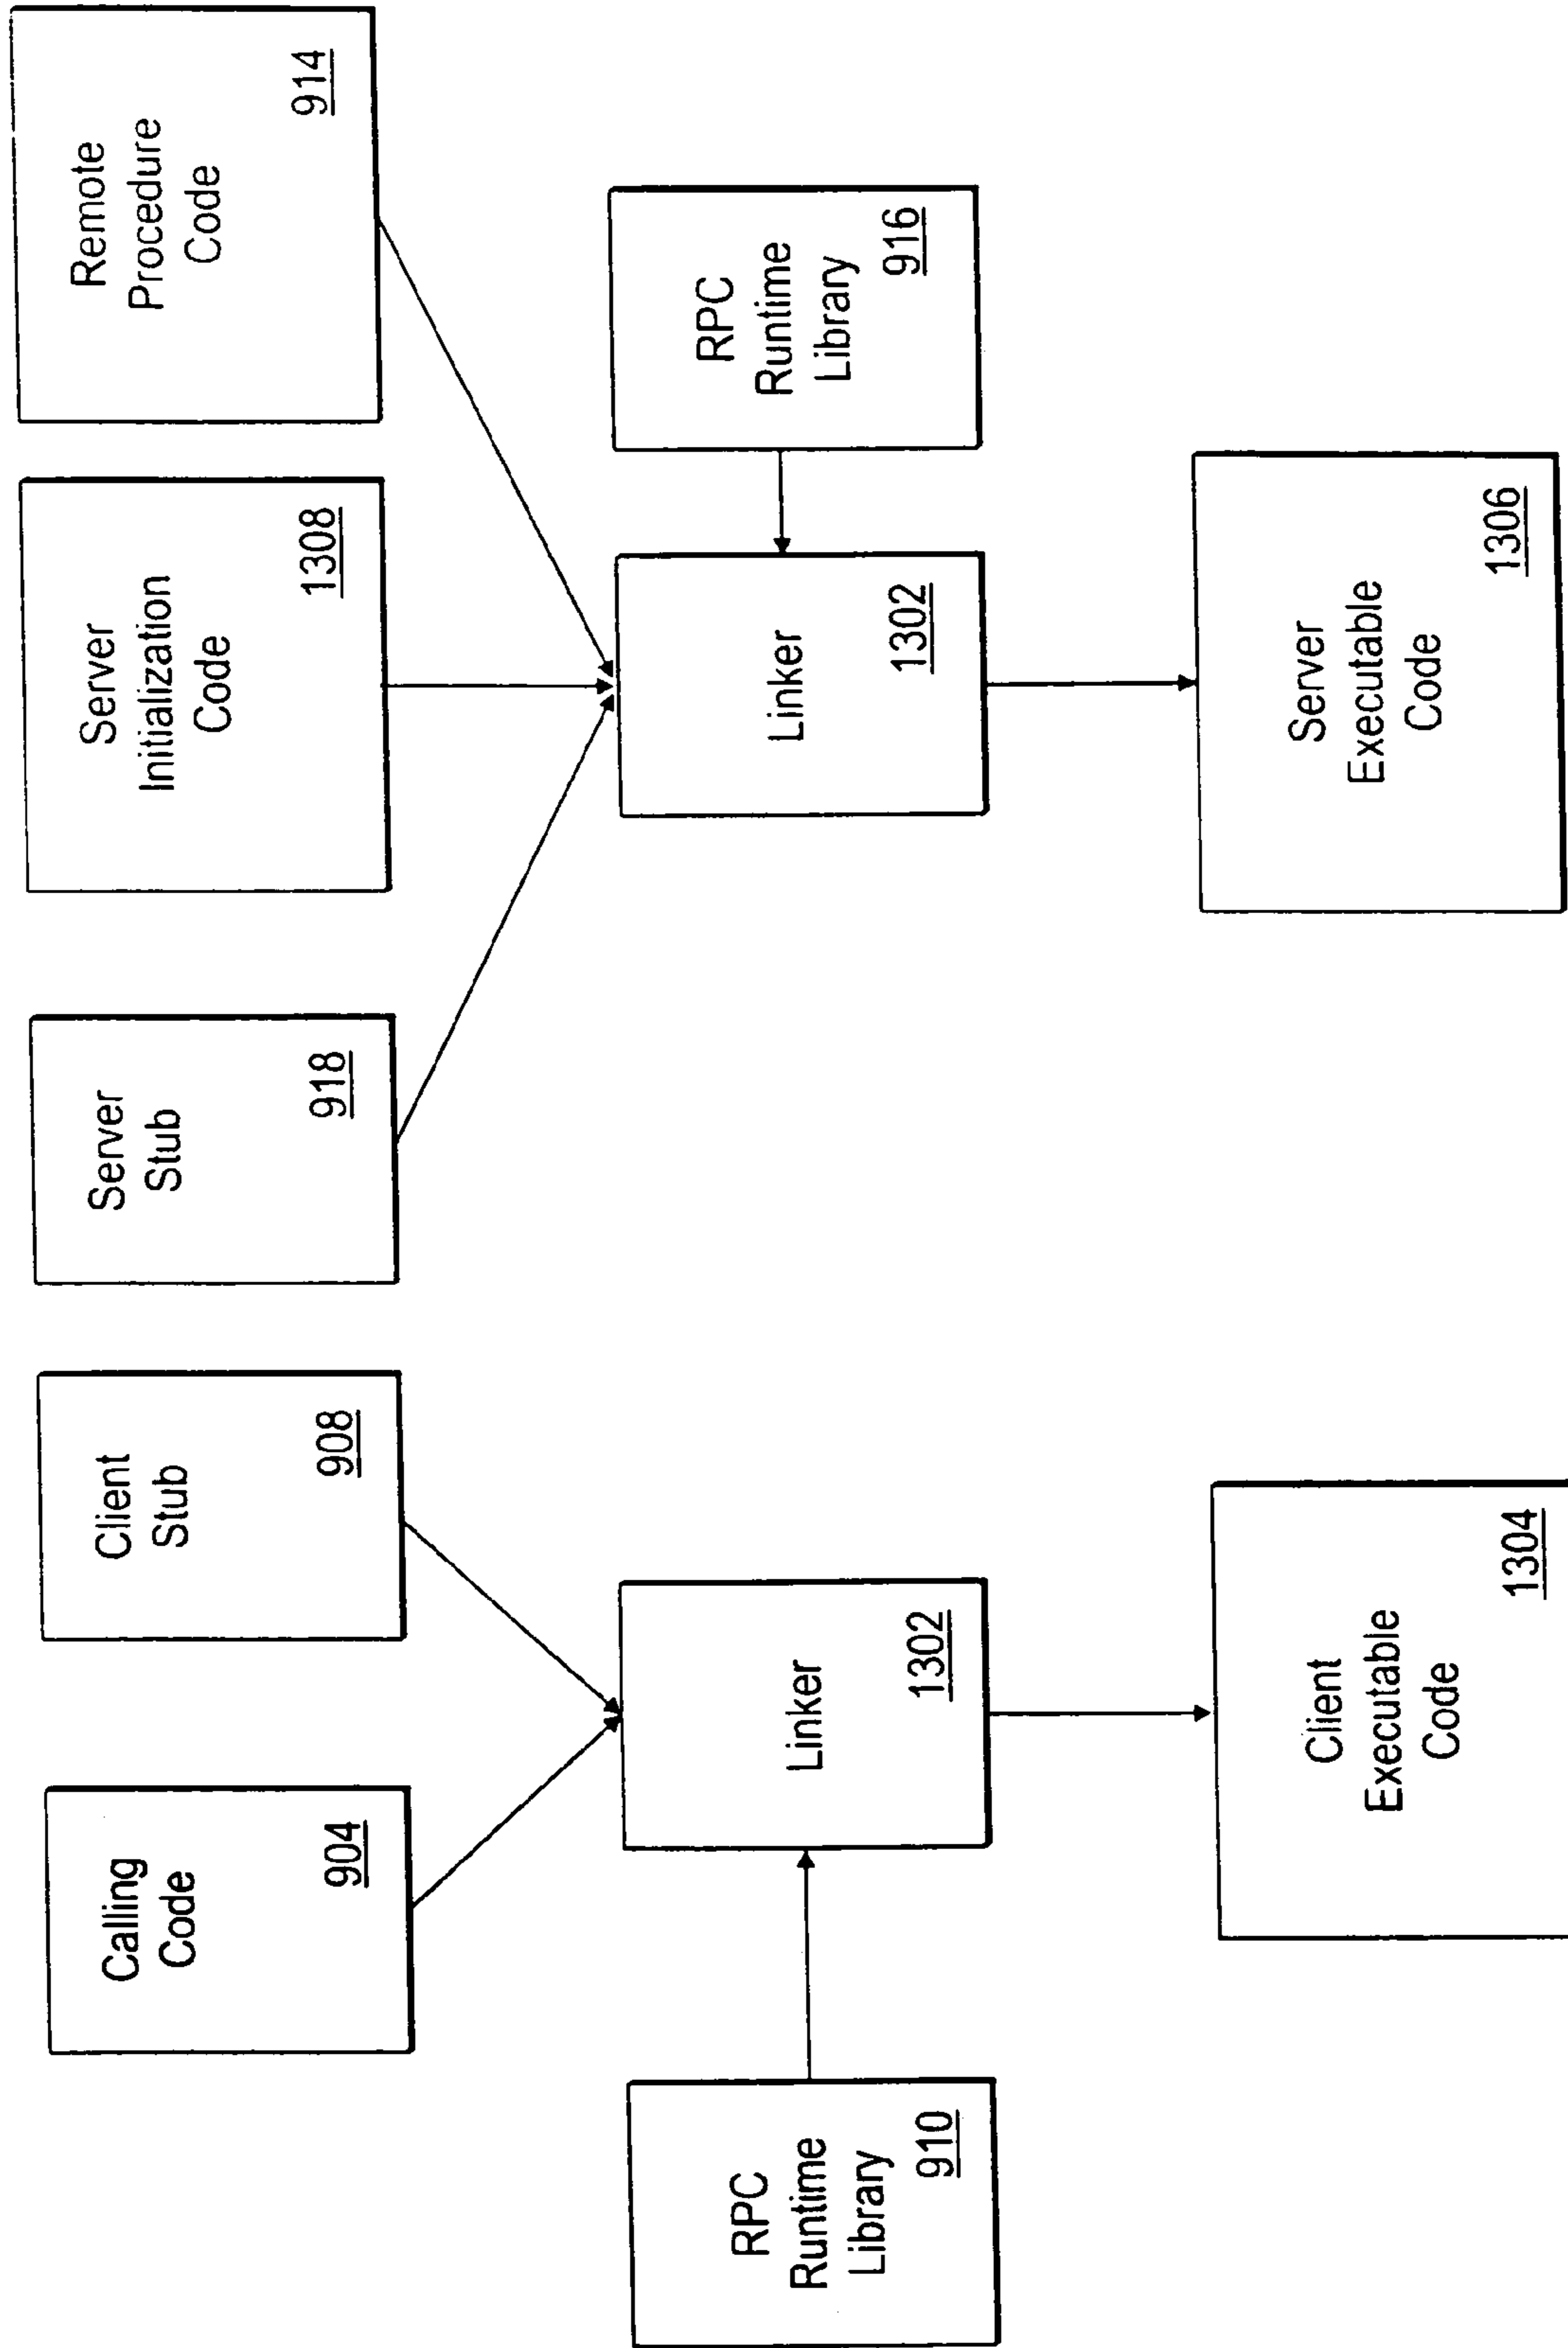 Calling
Code
904
Client
Stub
908
Server
Stub
918
Server
Initialization
Code
1308
Remote
Procedure
Code
914
RPC
Runtime
Library
910
Linker
1302
Linker
1302
RPC
Runtime
Library
916
Client
Executable
Code
1304
Server
Executable
Code
1306